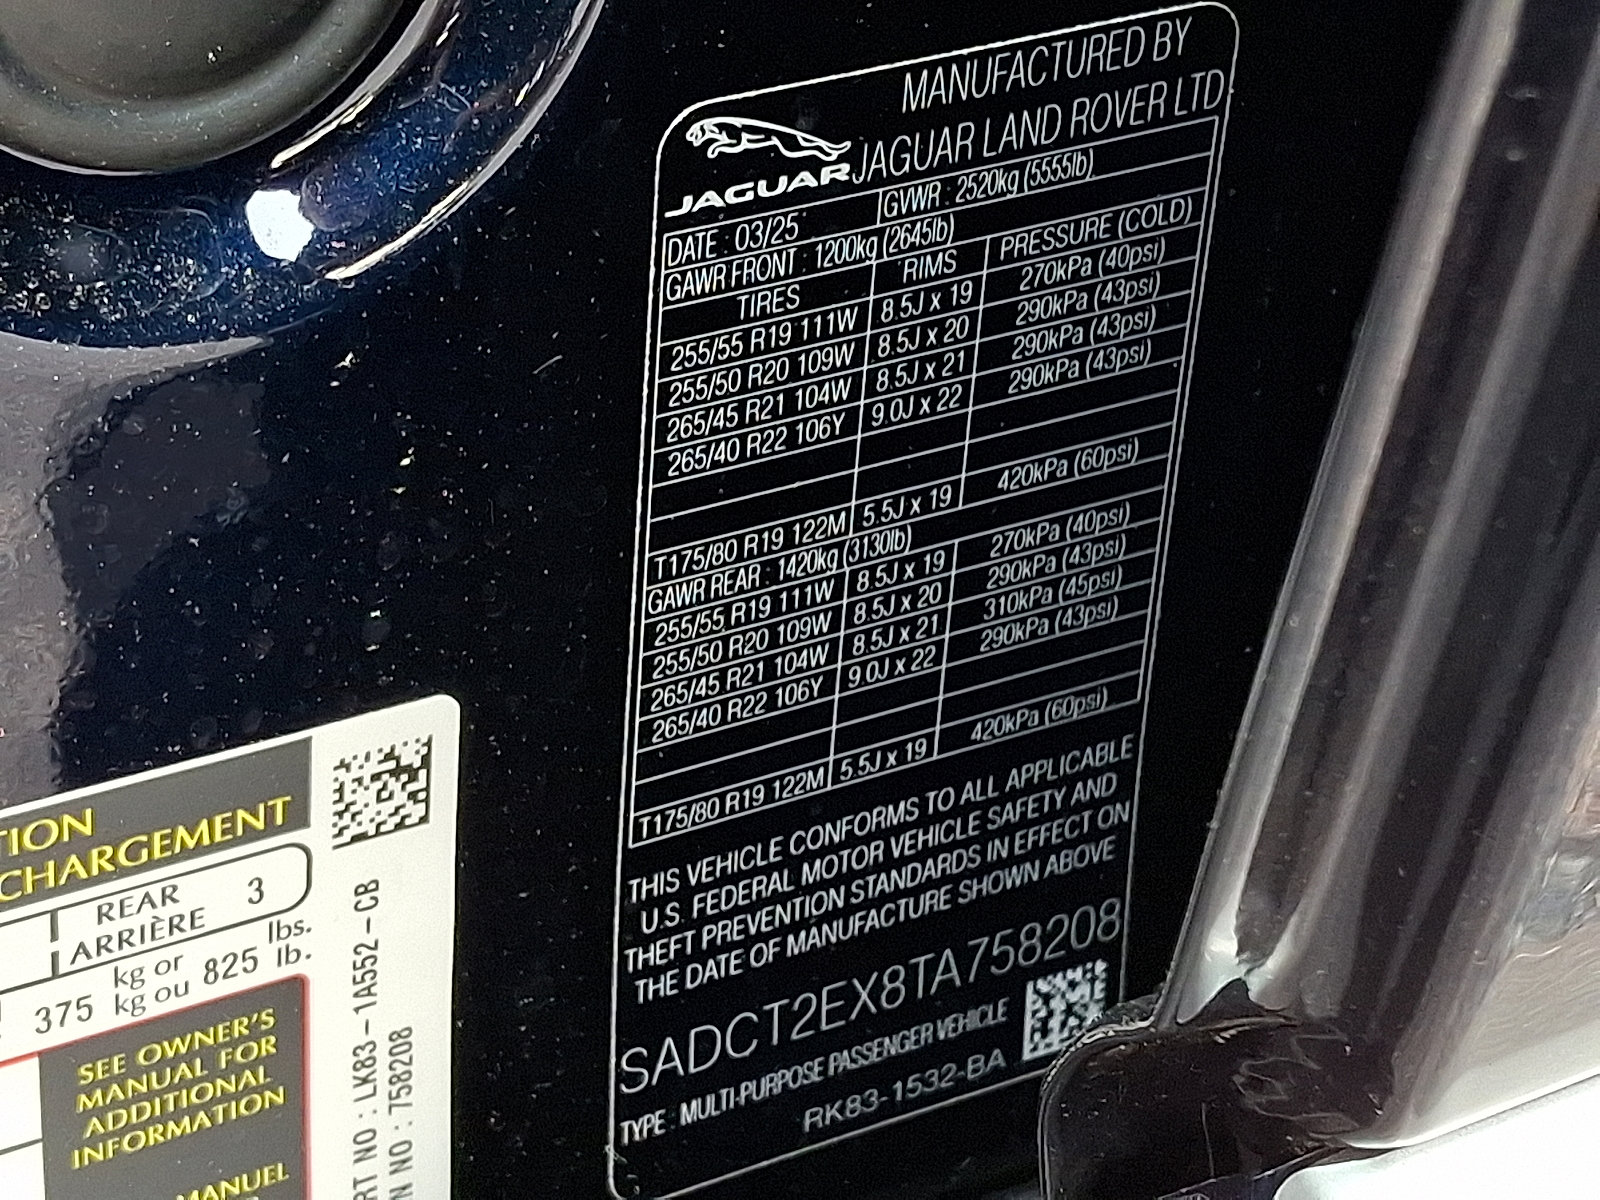 MANUFACTURED BY
JAGUAR LAND ROVER LTD
JAGUAR
DATE : 03/25 GVWR : 2520kg (5555lb)
GAWR FRONT : 1200kg (2645lb)
TIRES RIMS PRESSURE (COLD)
255/55 R19 111W 8.5J x 19 270kPa (40psi)
255/50 R20 109W 8.5J x 20 290kPa (43psi)
265/45 R21 104W 8.5J x 21 290kPa (43psi)
265/40 R22 106Y 9.0J x 22 290kPa (43psi)
T175/80 R19 122M 5.5J x 19 420kPa (60psi)
GAWR REAR : 1420kg (3130lb)
255/55 R19 111W 8.5J x 19 270kPa (40psi)
255/50 R20 109W 8.5J x 20 290kPa (43psi)
265/45 R21 104W 8.5J x 21 310kPa (45psi)
265/40 R22 106Y 9.0J x 22 290kPa (43psi)
T175/80 R19 122M 5.5J x 19 420kPa (60psi)
THIS VEHICLE CONFORMS TO ALL APPLICABLE
U.S. FEDERAL MOTOR VEHICLE SAFETY AND
THEFT PREVENTION STANDARDS IN EFFECT ON
THE DATE OF MANUFACTURE SHOWN ABOVE
SADCT2EX8TA758208
TYPE : MULTI-PURPOSE PASSENGER VEHICLE
RK83-1532-BA
TION
CHARGEMENT
REAR 3
ARRIÈRE
375 kg or 825 lbs.
kg ou lb.
SEE OWNER'S
MANUAL FOR
ADDITIONAL
INFORMATION
MANUEL
RT NO : LK83-1A552-CB
N NO : 758208